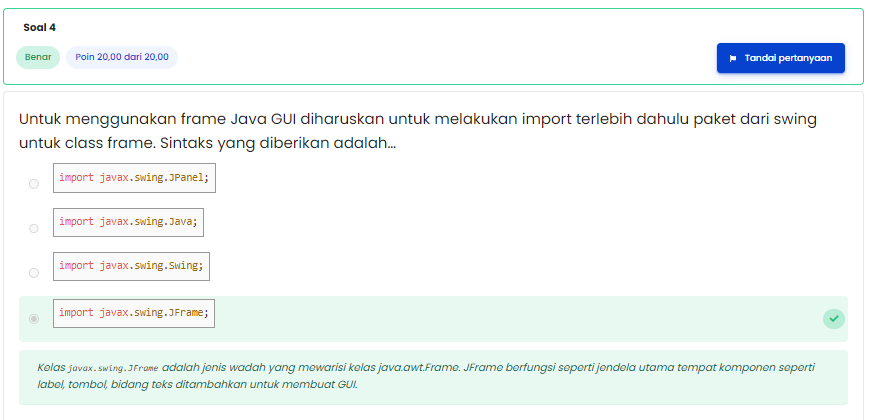 Soal 4
Benar
Poin 20,00 dari 20,00
Tandai pertanyaan
Untuk menggunakan frame Java GUI diharuskan untuk melakukan import terlebih dahulu paket dari swing
untuk class frame. Sintaks yang diberikan adalah...
import javax.swing.JPanel;
import javax.swing.Java;
import javax.swing.Swing;
import javax.swing.JFrame;
Kelas javax.swing.JFrame adalah jenis wadah yang mewarisi kelas java.awt.Frame. JFrame berfungsi seperti jendela utama tempat komponen seperti
label, tombol, bidang teks ditambahkan untuk membuat GUI.